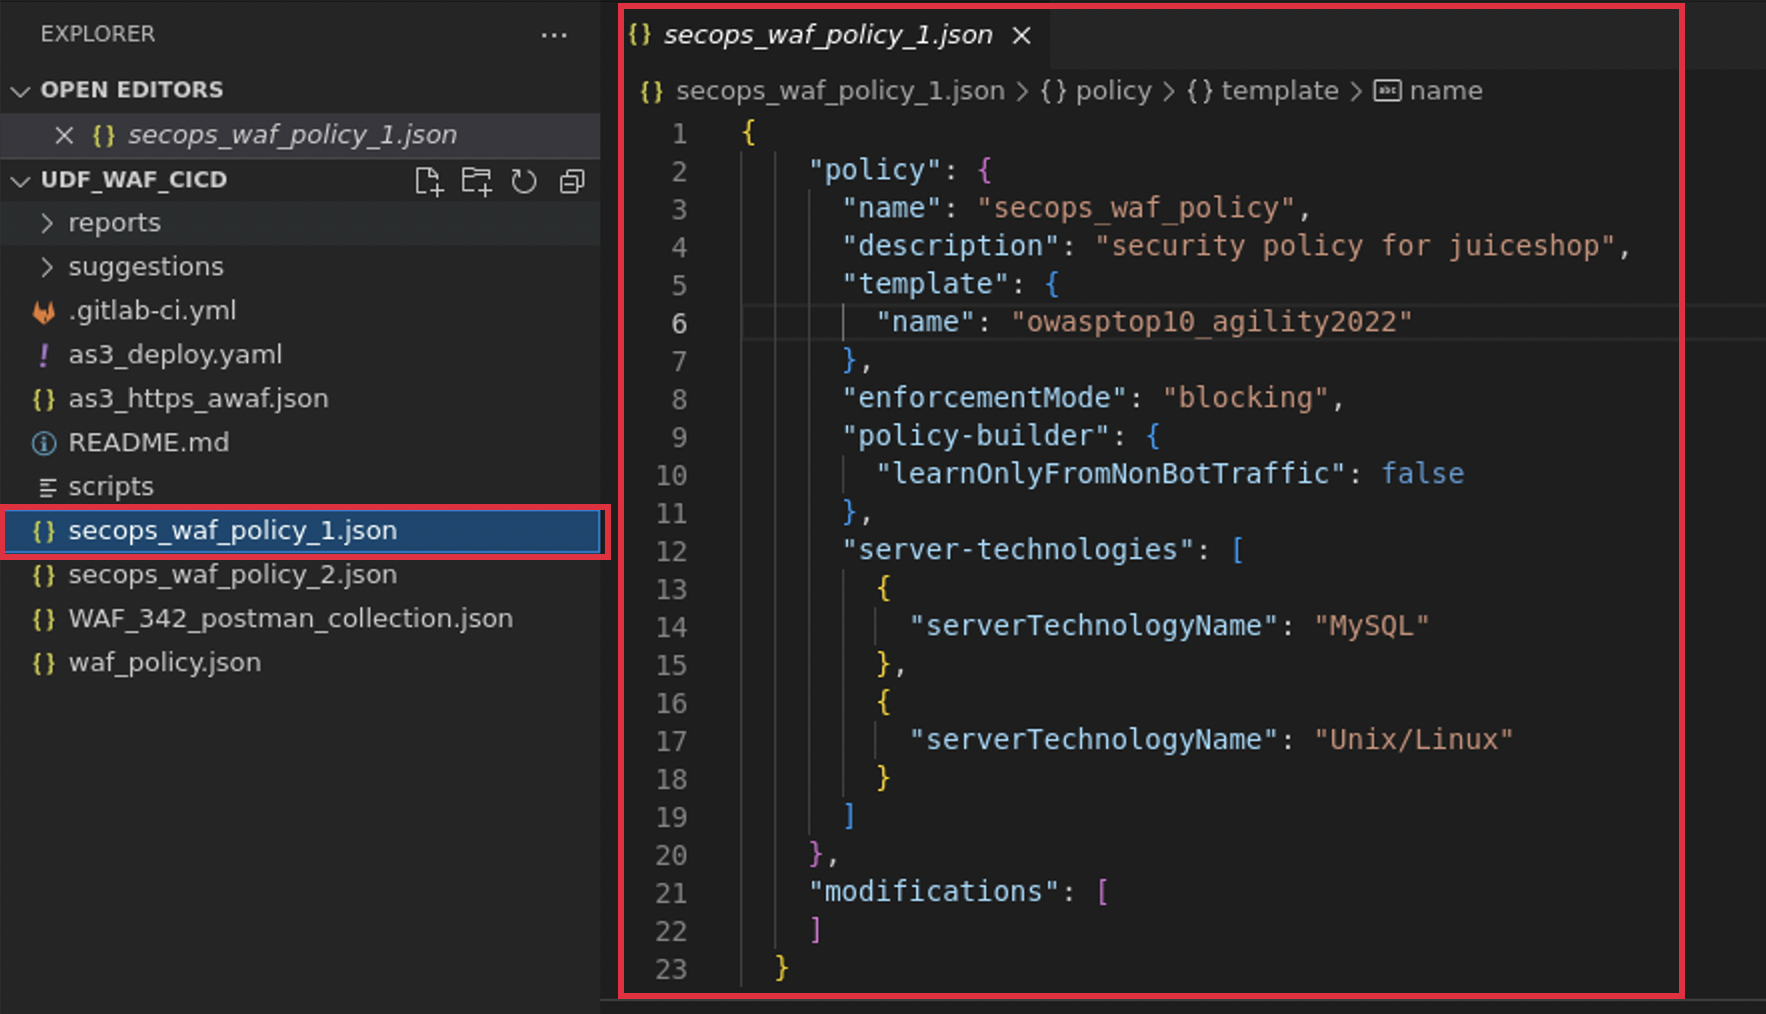 EXPLORER
OPEN EDITORS
secops_waf_policy_1.json
UDF_WAF_CICD
reports
suggestions
.gitlab-ci.yml
as3_deploy.yaml
as3_https_awaf.json
README.md
scripts
secops_waf_policy_1.json
secops_waf_policy_2.json
WAF_342_postman_collection.json
waf_policy.json
{} secops_waf_policy_1.json
{} secops_waf_policy_1.json > {} policy > {} template > abc name
1 {
2 "policy": {
3 "name": "secops_waf_policy",
4 "description": "security policy for juiceshop",
5 "template": {
6 "name": "owasptop10_agility2022"
7 },
8 "enforcementMode": "blocking",
9 "policy-builder": {
10 "learnOnlyFromNonBotTraffic": false
11 },
12 "server-technologies": [
13 {
14 "serverTechnologyName": "MySQL"
15 },
16 {
17 "serverTechnologyName": "Unix/Linux"
18 }
19 ]
20 },
21 "modifications": [
22 ]
23 }